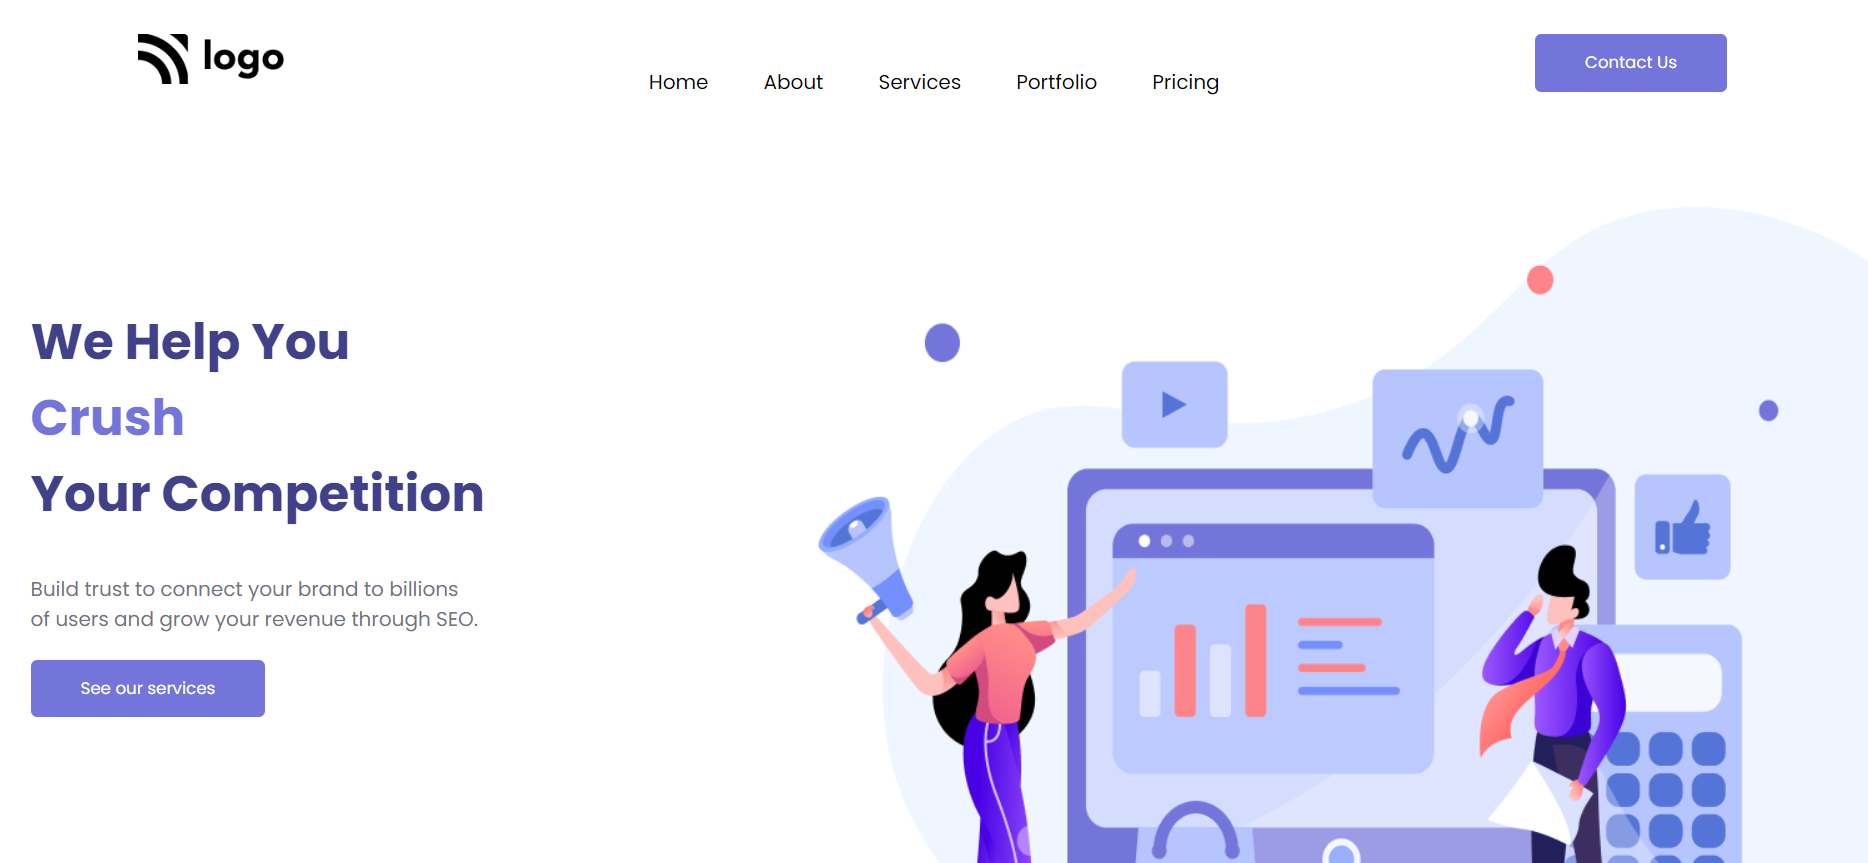 logo
Home About Services Portfolio Pricing
Contact Us
We Help You
Crush
Your Competition
Build trust to connect your brand to billions
of users and grow your revenue through SEO.
See our services